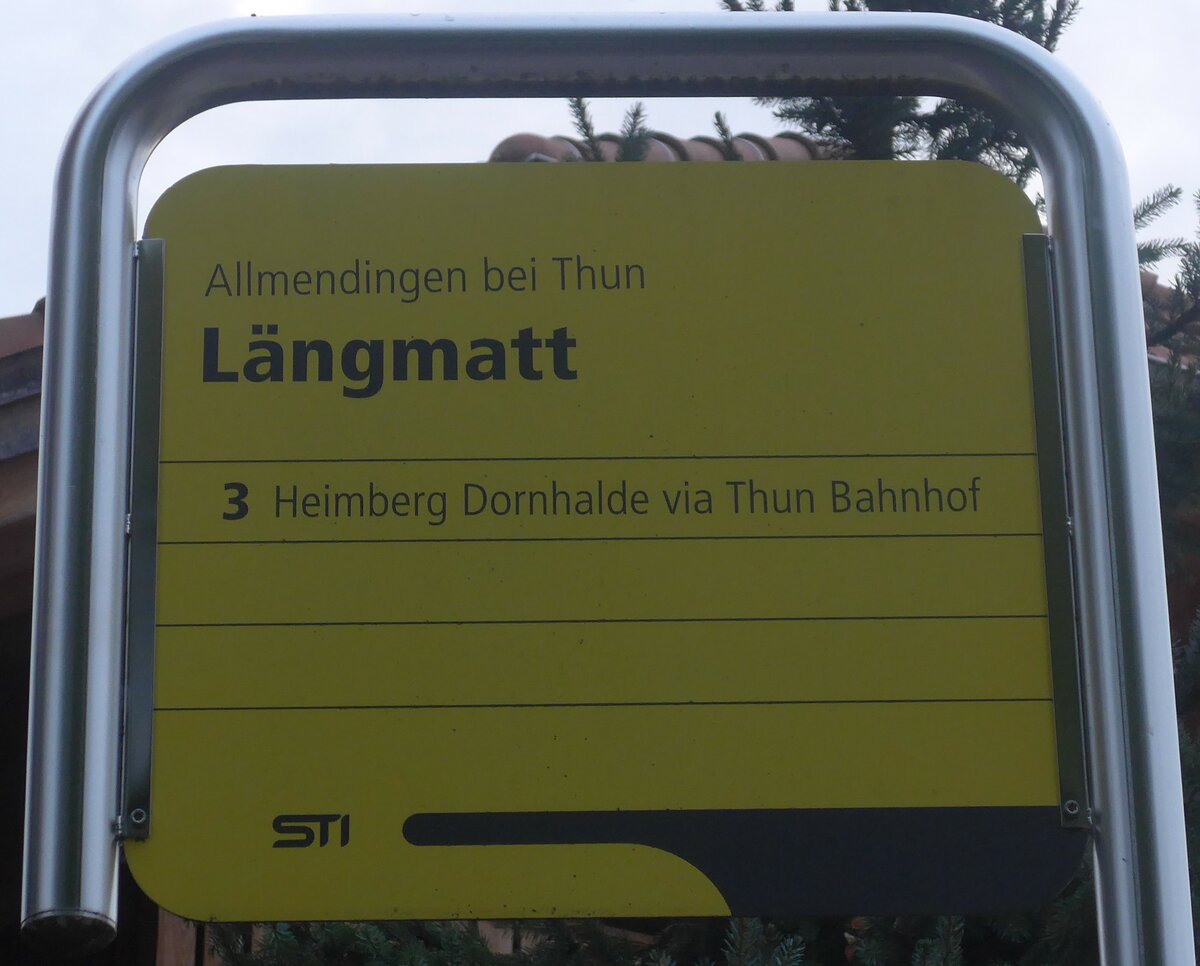 Allmendingen bei Thun
Längmatt
3 Heimberg Dornhalde via Thun Bahnhof
STI